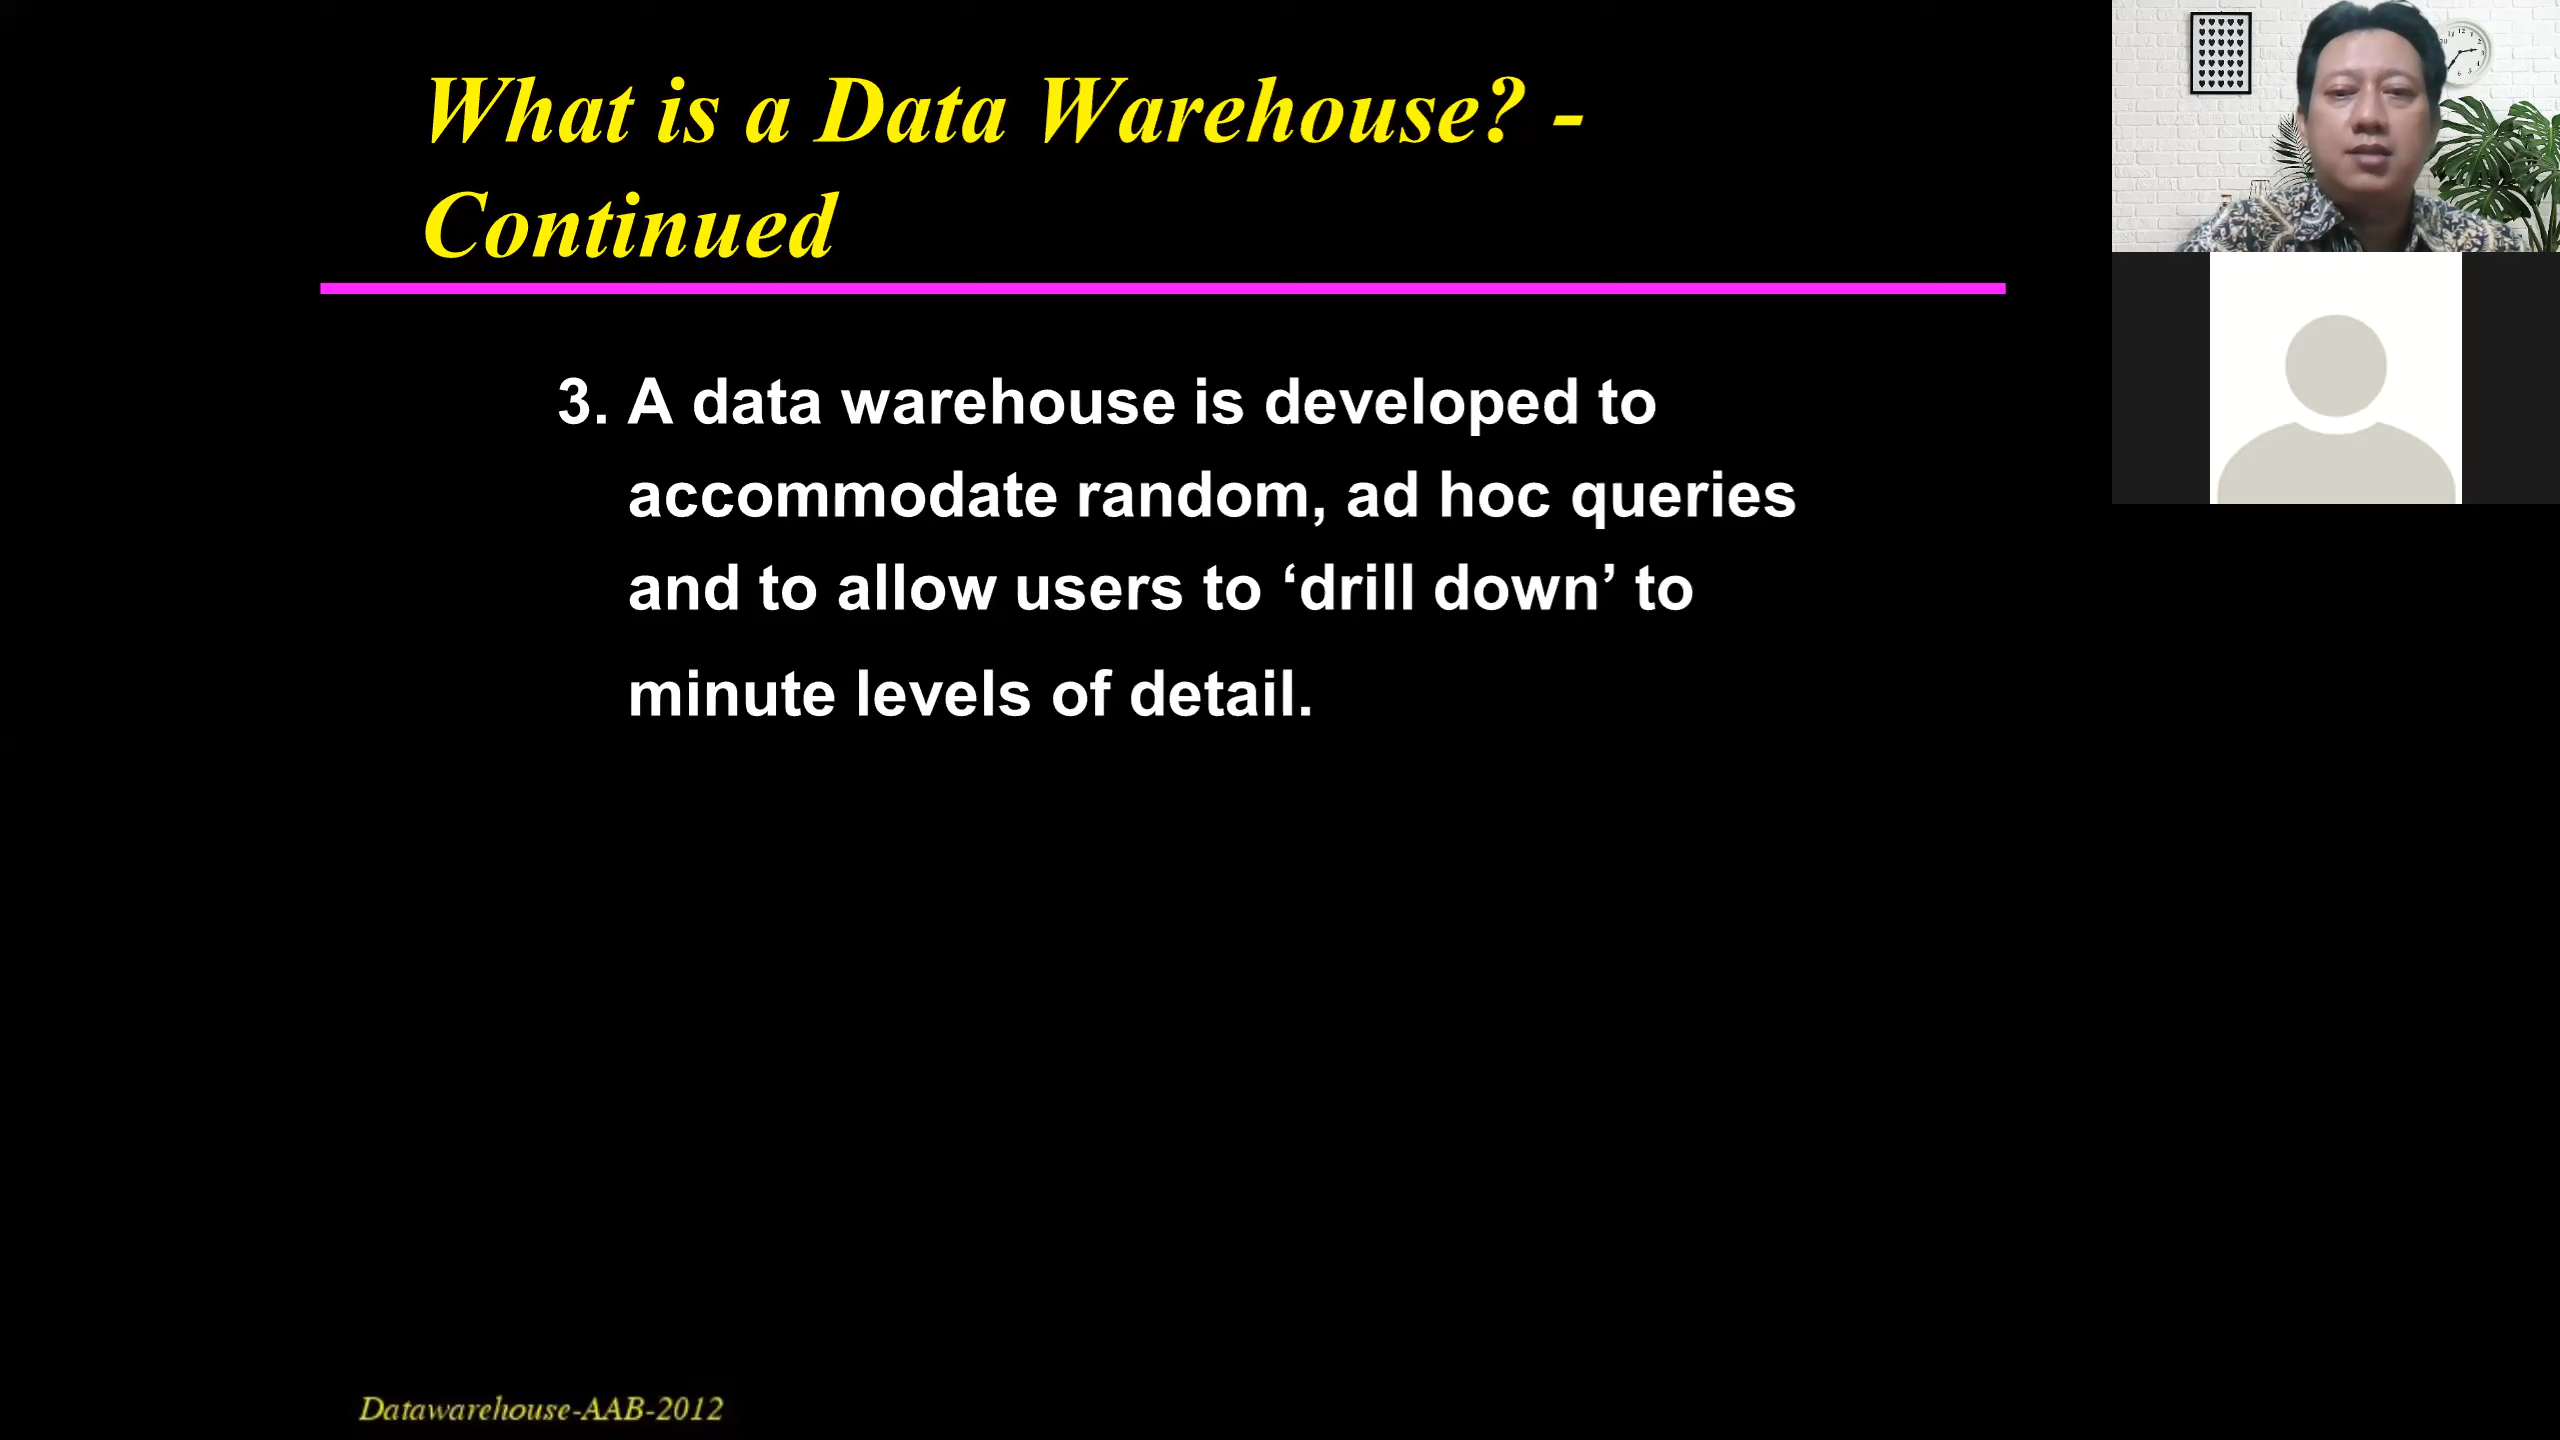 What is a Data Warehouse? -
Continued
3. A data warehouse is developed to
accommodate random, ad hoc queries
and to allow users to ‘drill down’ to
minute levels of detail.
Datawarehouse-AAB-2012